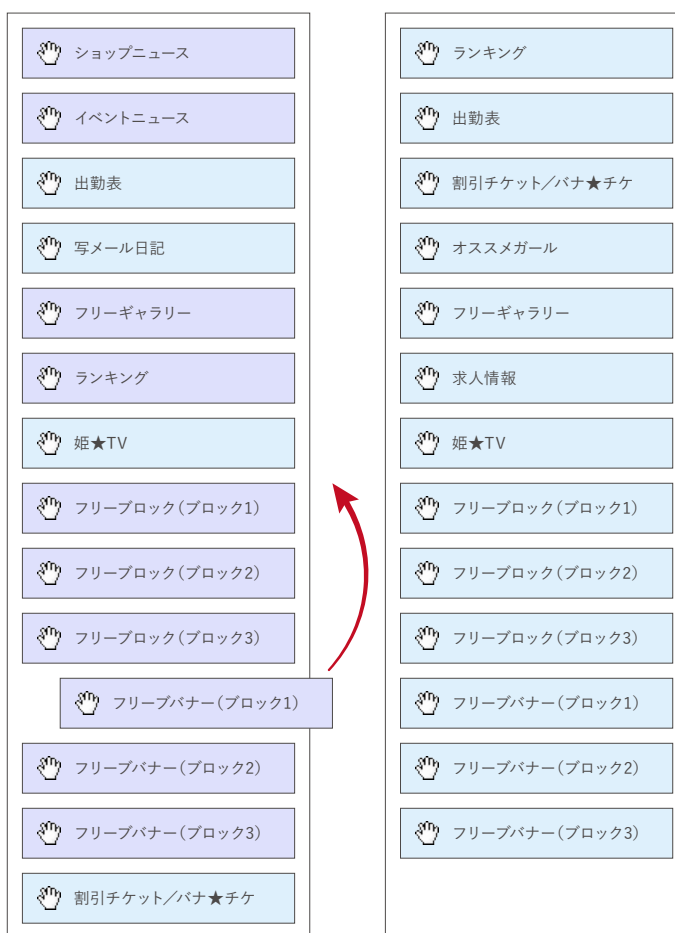 ショップニュース
イベントニュース
出勤表
写メール日記
フリーギャラリー
ランキング
姫★TV
フリーブロック(ブロック1)
フリーブロック(ブロック2)
フリーブロック(ブロック3)
フリーブバナー(ブロック1)
フリーブバナー(ブロック2)
フリーブバナー(ブロック3)
割引チケット／バナ★チケ
ランキング
出勤表
割引チケット／バナ★チケ
オススメガール
フリーギャラリー
求人情報
姫★TV
フリーブロック(ブロック1)
フリーブロック(ブロック2)
フリーブロック(ブロック3)
フリーブバナー(ブロック1)
フリーブバナー(ブロック2)
フリーブバナー(ブロック3)